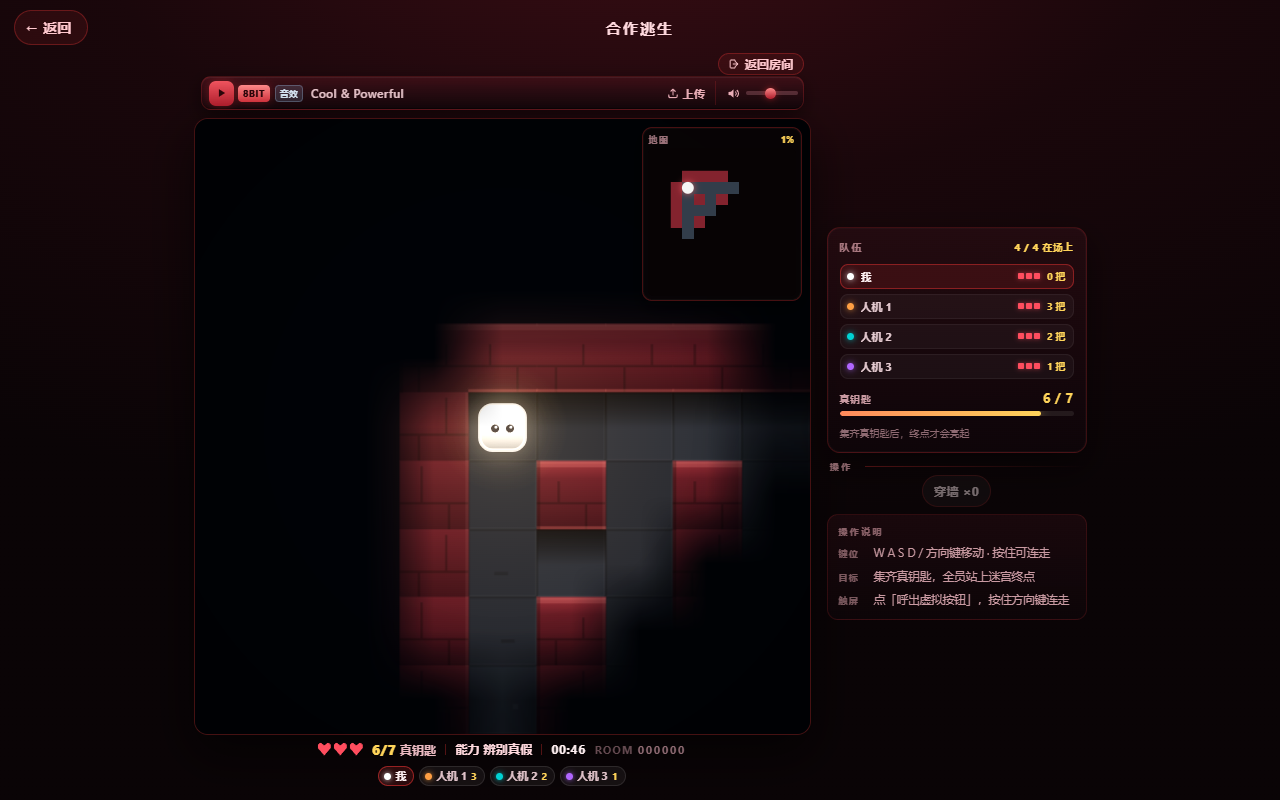 ← 返回
合作逃生
返回房间
8BIT 音效 Cool & Powerful 上传
地图 1%
队伍 4 / 4 在场上
我 0 把
人机 1 3 把
人机 2 2 把
人机 3 1 把
真钥匙 6 / 7
集齐真钥匙后，终点才会亮起
操作
穿墙 ×0
操作说明
键位 W A S D / 方向键移动 · 按住可连走
目标 集齐真钥匙，全员站上迷宫终点
触屏 点「呼出虚拟按钮」，按住方向键连走
6/7 真钥匙 能力 辨别真假 00:46 ROOM 000000
我 人机 1 3 人机 2 2 人机 3 1